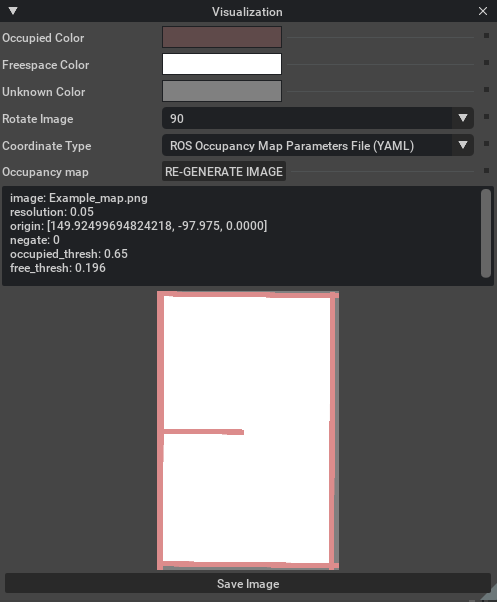 Visualization
Occupied Color
Freespace Color
Unknown Color
Rotate Image 90
Coordinate Type ROS Occupancy Map Parameters File (YAML)
Occupancy map RE-GENERATE IMAGE
image: Example_map.png
resolution: 0.05
origin: [149.92499694824218, -97.975, 0.0000]
negate: 0
occupied_thresh: 0.65
free_thresh: 0.196
Save Image